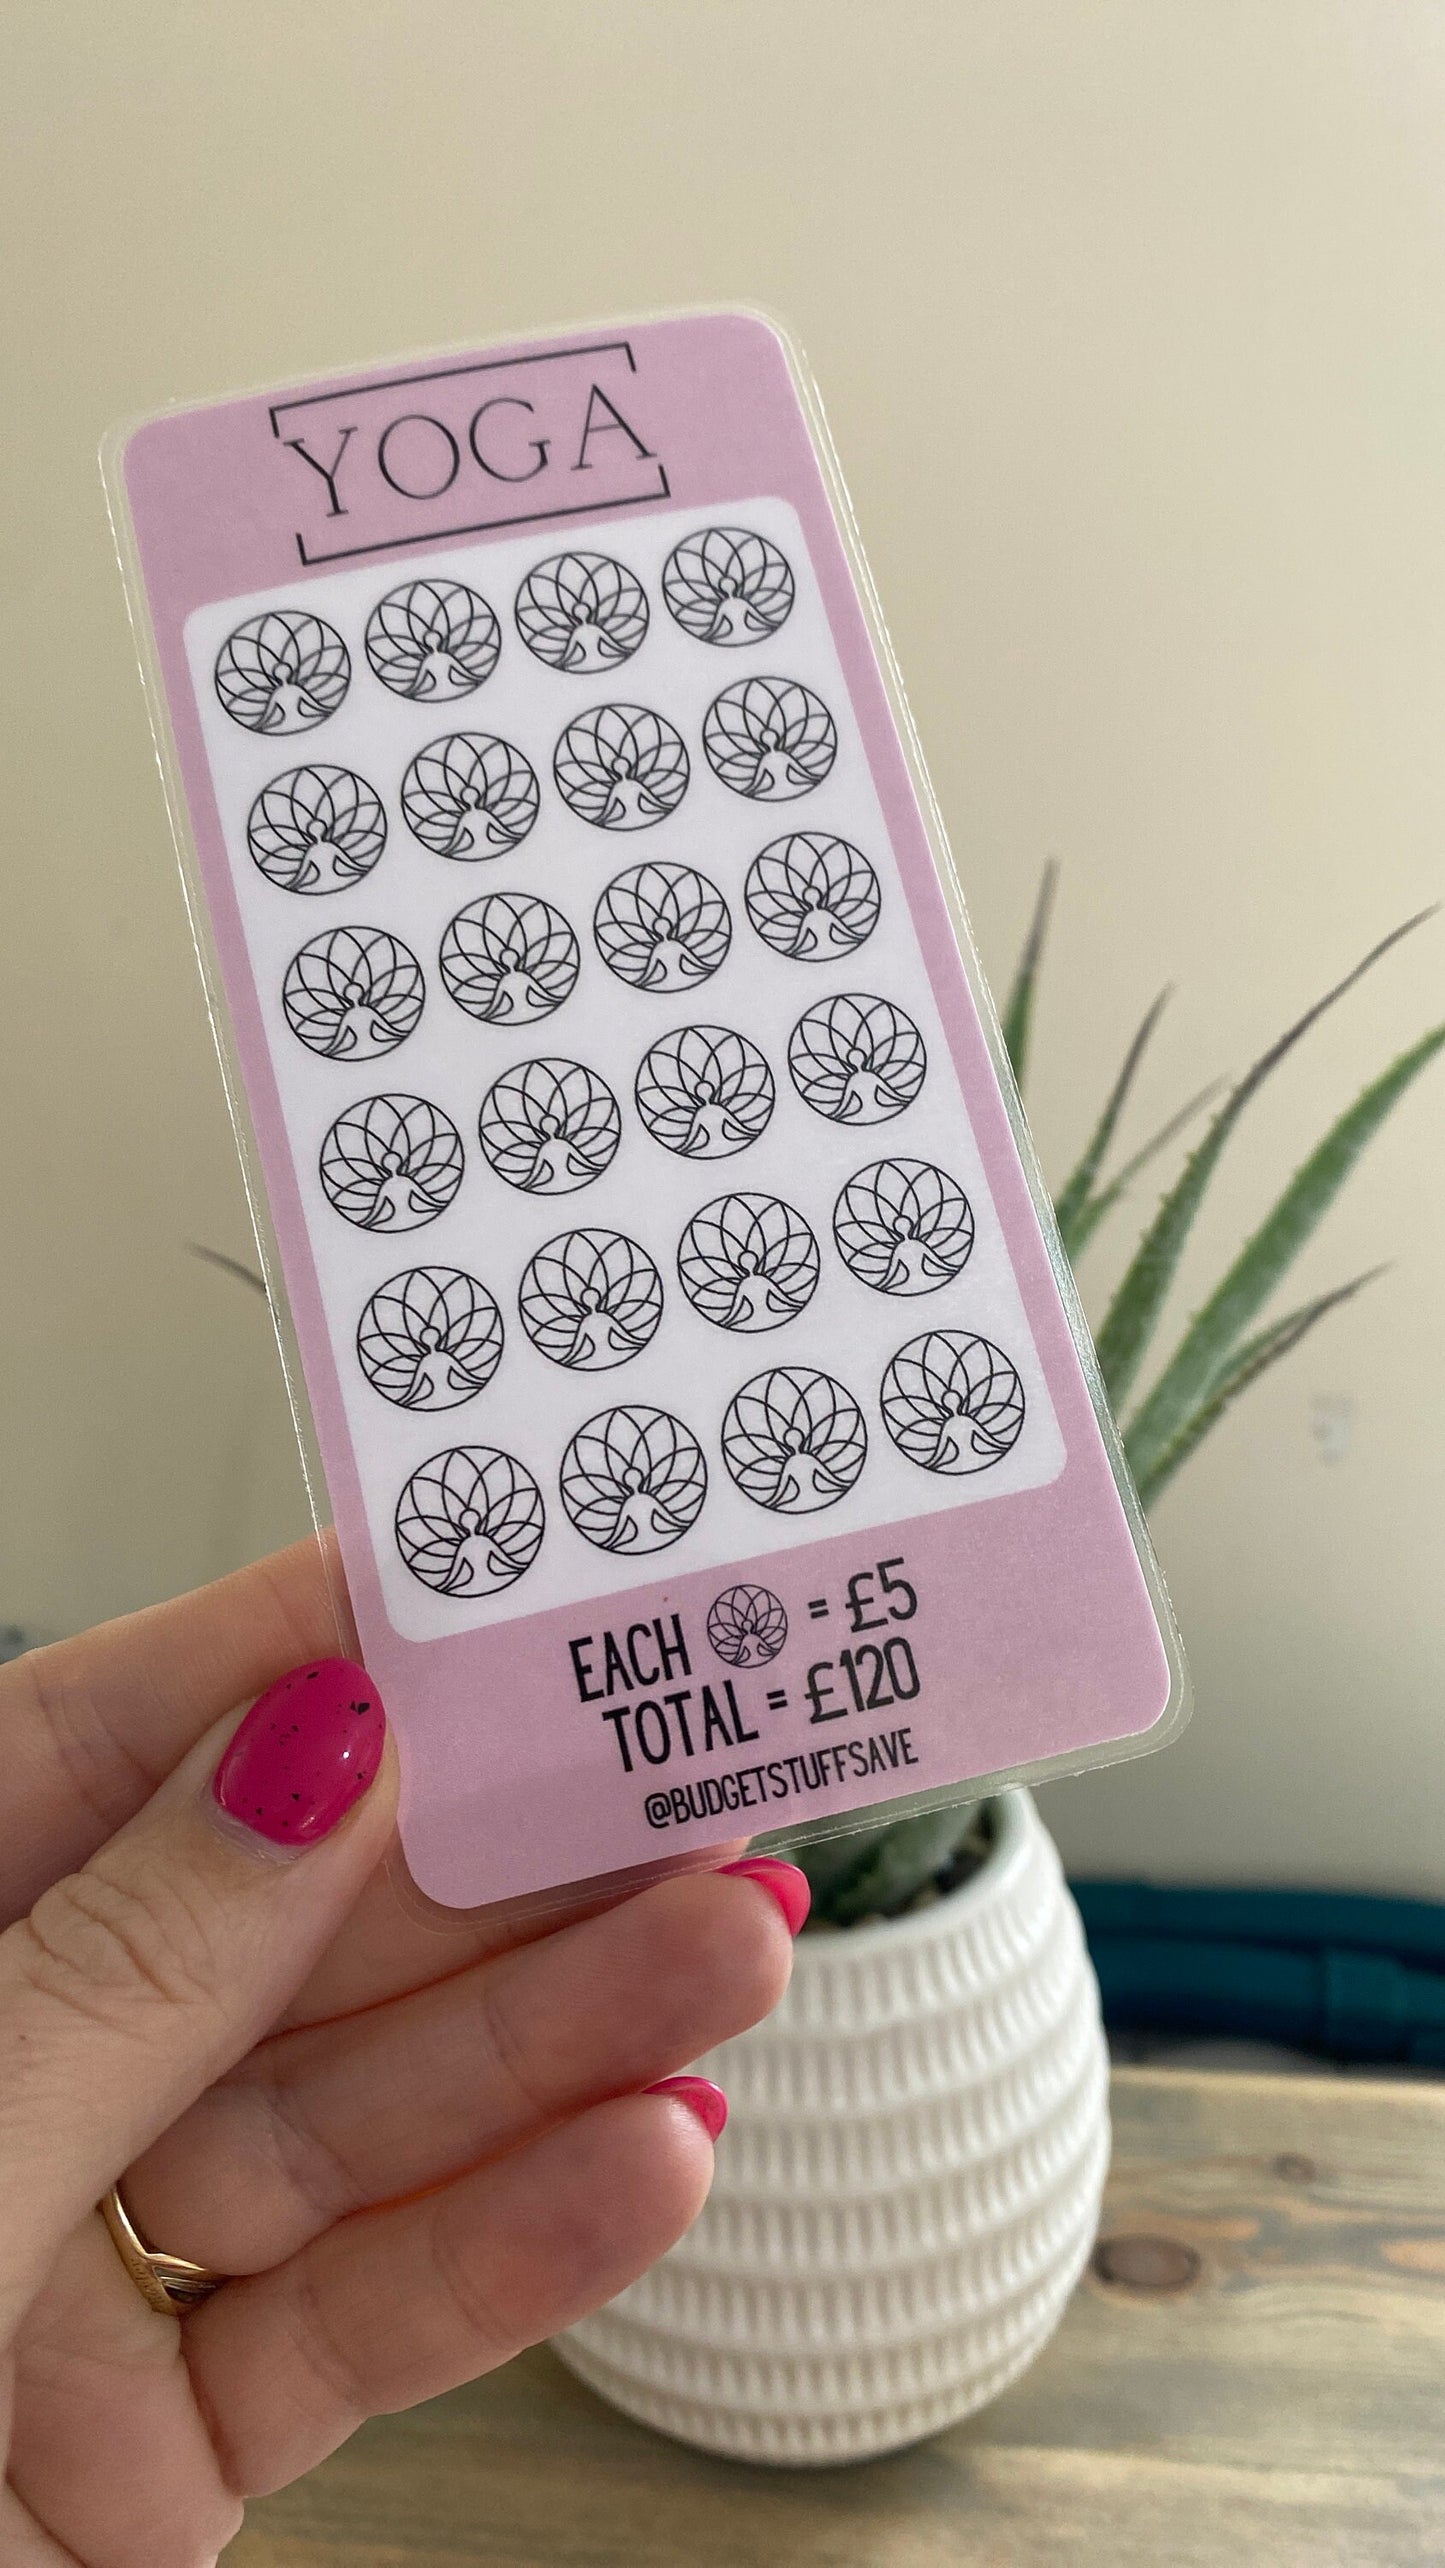 YOGA
EACH = £5
TOTAL = £120
@BUDGETSTUFFSAVE